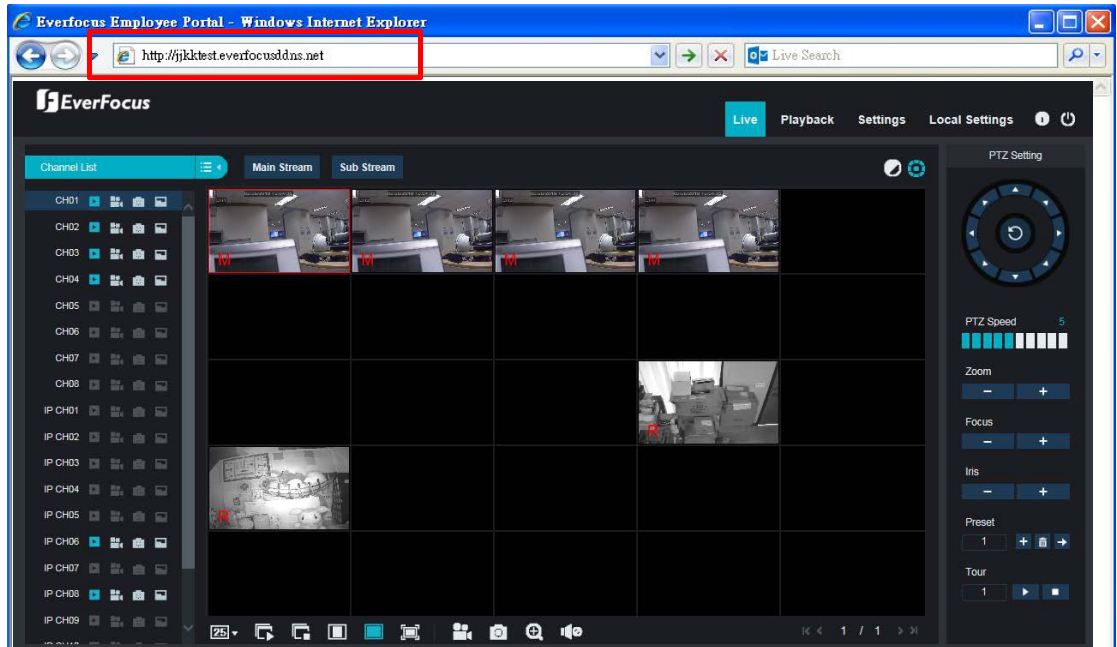 Everfocus Employee Portal - Windows Internet Explorer
http://jjkktest.everfocusddns.net
Live Search
EverFocus
Live Playback Settings Local Settings
Channel List Main Stream Sub Stream PTZ Setting
CH01
CH02
CH03
CH04
CH05
CH06
CH07
CH08
IP CH01
IP CH02
IP CH03
IP CH04
IP CH05
IP CH06
IP CH07
IP CH08
IP CH09
M M M M
R
R
PTZ Speed 5
Zoom
− +
Focus
− +
Iris
− +
Preset
1 +
Tour
1
25
1 / 1